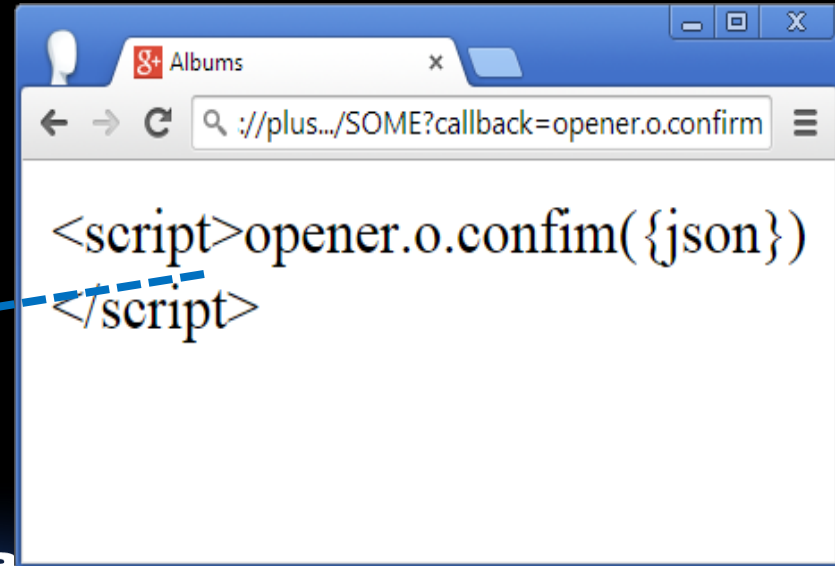 g+ Albums
://plus.../SOME?callback=opener.o.confirm
<script>opener.o.confim({json})
</script>